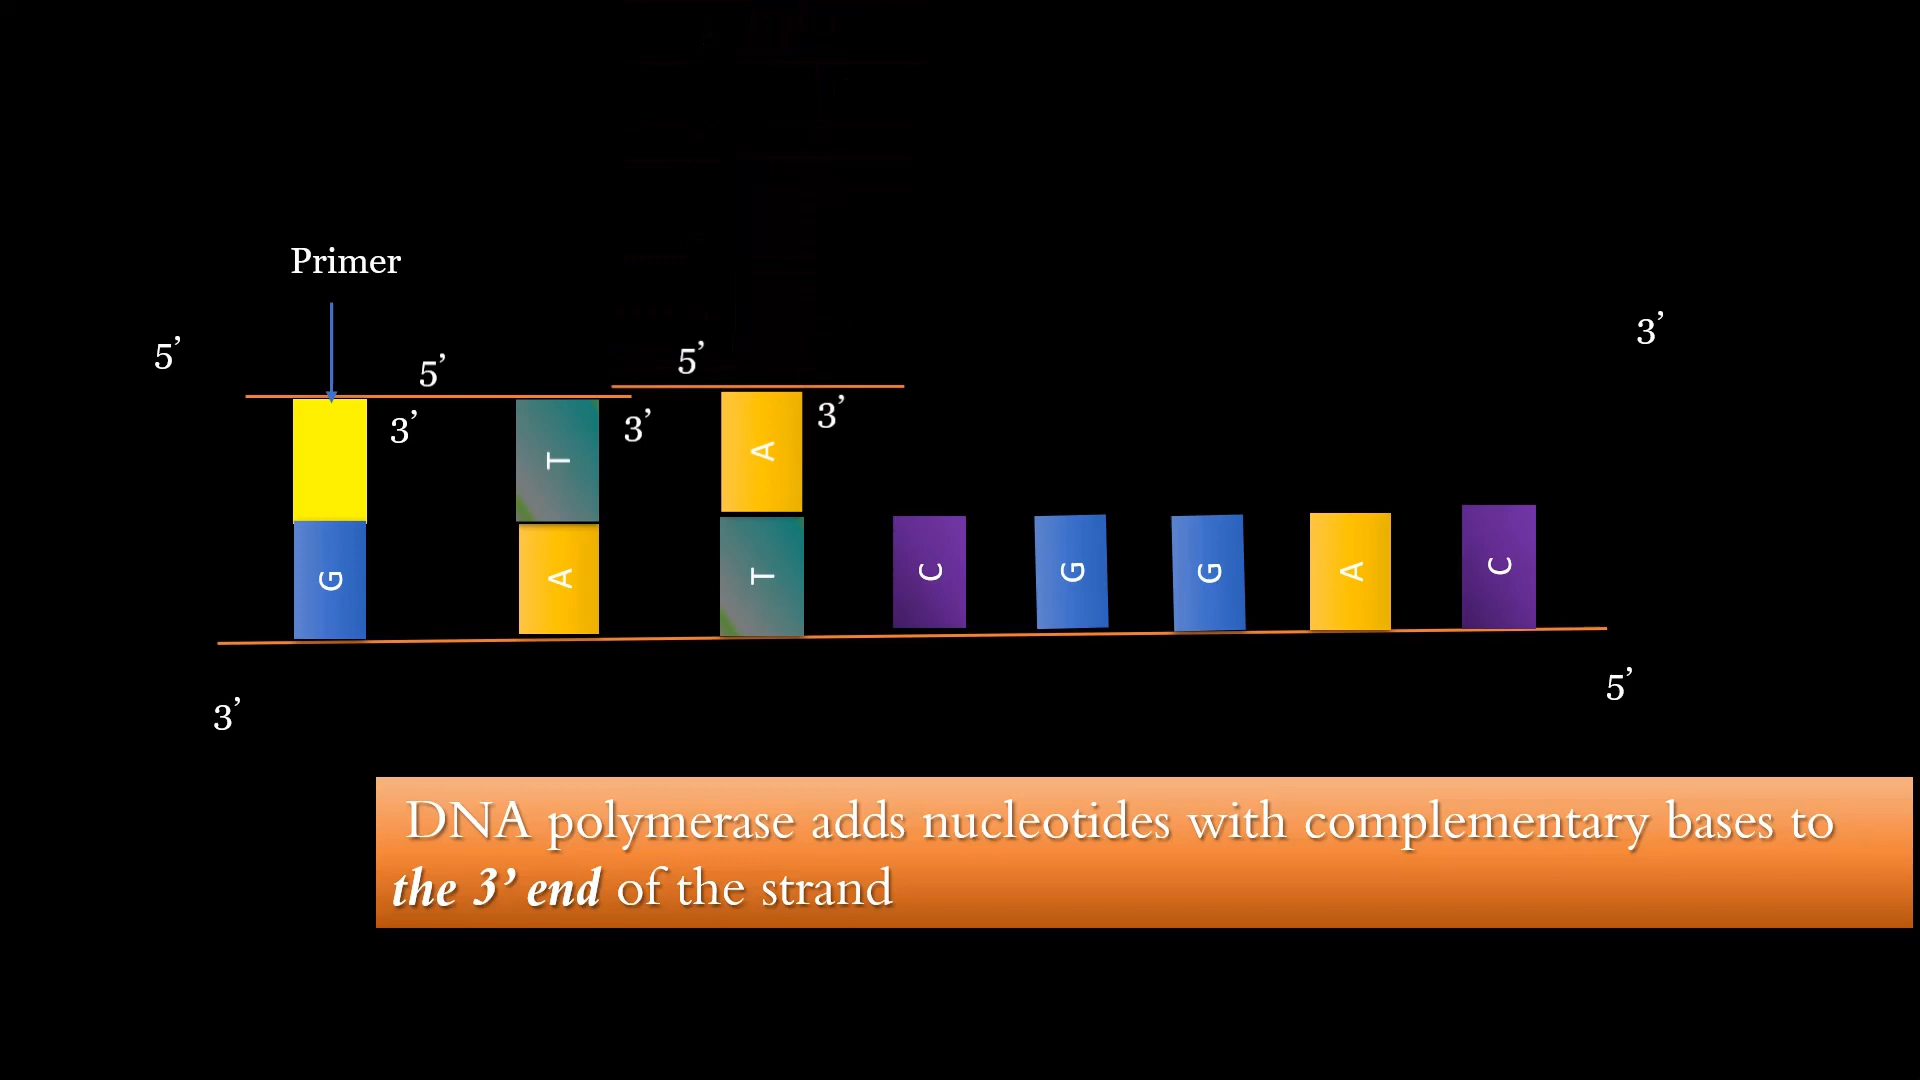 Primer
5’
3’
5’
5’
3’
3’
3’
T
A
G
A
T
C
G
G
A
C
3’
5’
DNA polymerase adds nucleotides with complementary bases to
the 3’ end of the strand